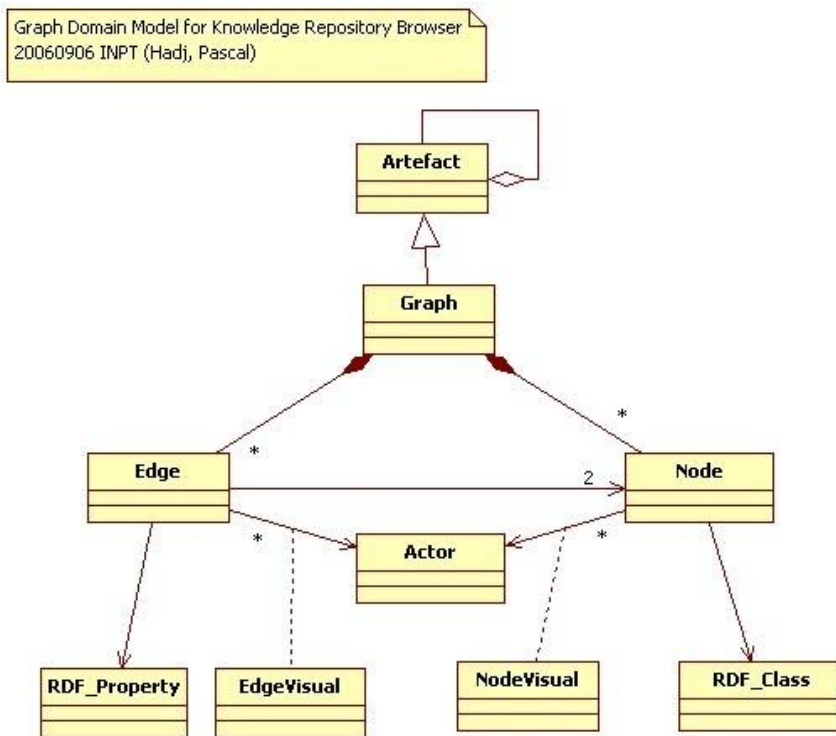 Graph Domain Model for Knowledge Repository Browser
20060906 INPT (Hadj, Pascal)
Artefact
Graph
*
*
Edge
2
Node
*
Actor
*
RDF_Property
EdgeVisual
NodeVisual
RDF_Class